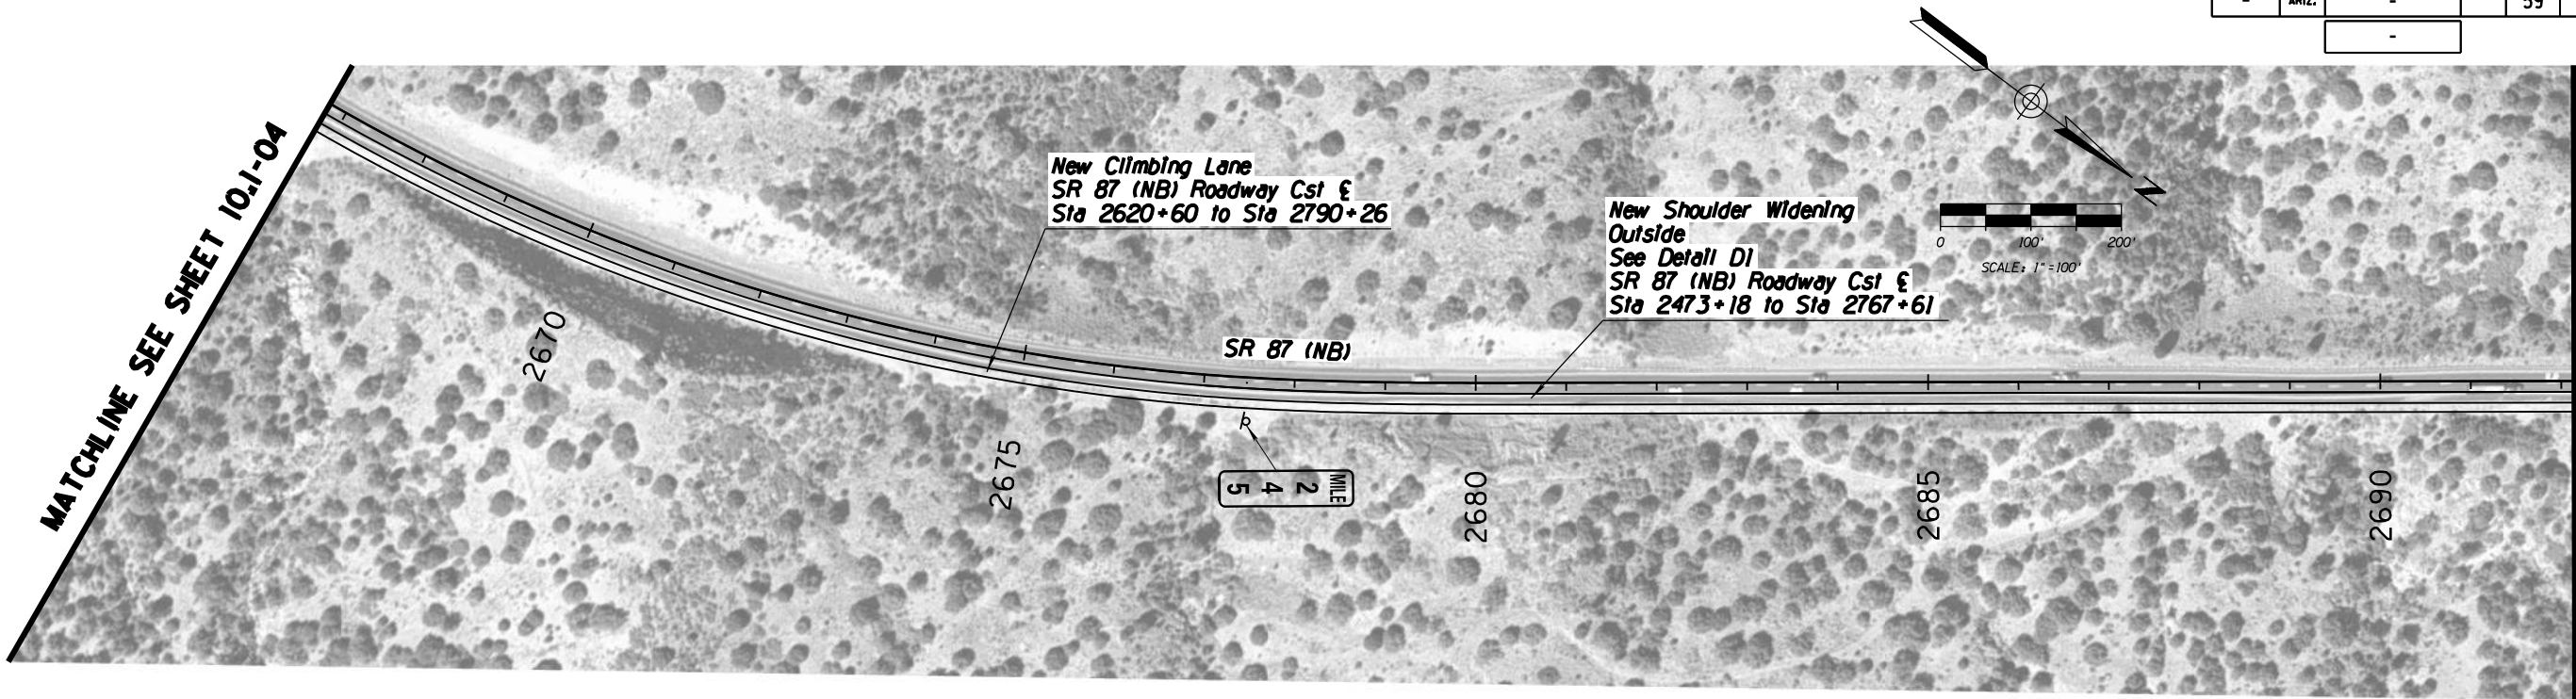 ARIZ.
59
-
MATCHLINE SEE SHEET 10.1-04
New Climbing Lane
SR 87 (NB) Roadway Cst ℄
Sta 2620+60 to Sta 2790+26
New Shoulder Widening
Outside
See Detail D1
SR 87 (NB) Roadway Cst ℄
Sta 2473+18 to Sta 2767+61
N
0 100' 200'
SCALE: 1"=100'
SR 87 (NB)
2670
2675
2680
2685
2690
MILE
2
4
5